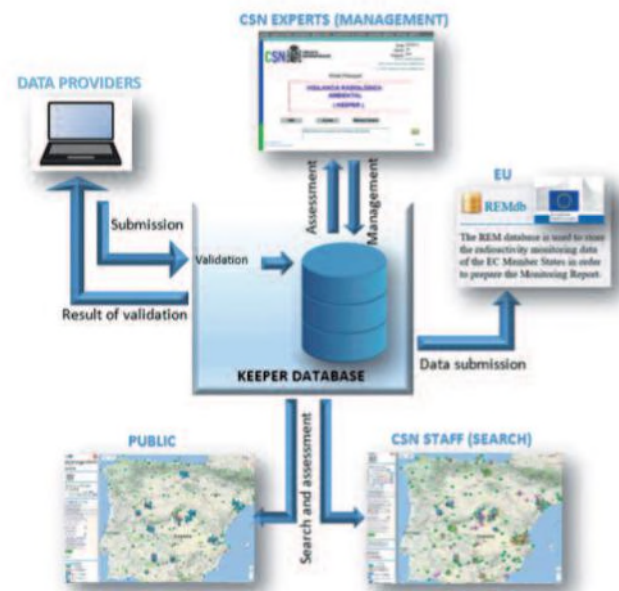 CSN EXPERTS (MANAGEMENT)
CSN
VIGILANCIA RADIOLÓGICA
AMBIENTAL
( KEEPER )
DATA PROVIDERS
Submission
Result of validation
Validation
Assessment
Management
KEEPER DATABASE
EU
REMdb
The REM database is used to store
the radioactivity monitoring data
of the EC Member States in order
to prepare the Monitoring Report.
Data submission
Search and assessment
PUBLIC
CSN STAFF (SEARCH)